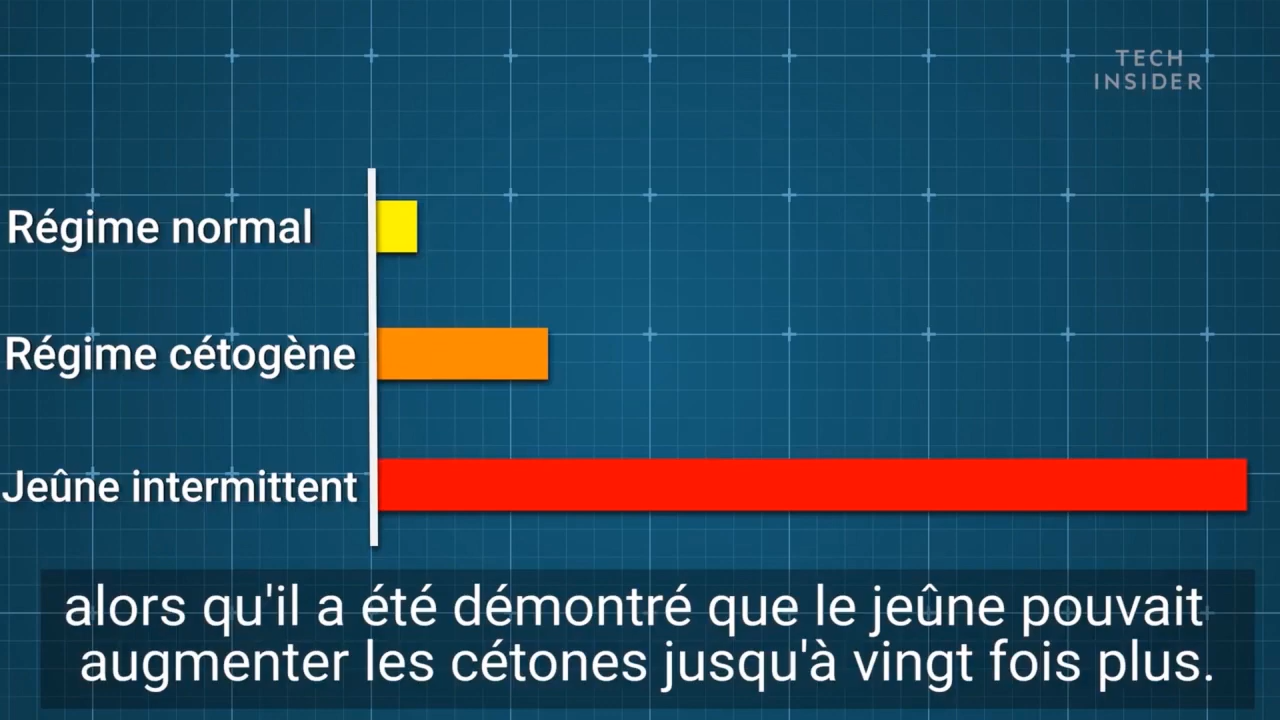 TECH
INSIDER
Régime normal
Régime cétogène
Jeûne intermittent
alors qu'il a été démontré que le jeûne pouvait
augmenter les cétones jusqu'à vingt fois plus.